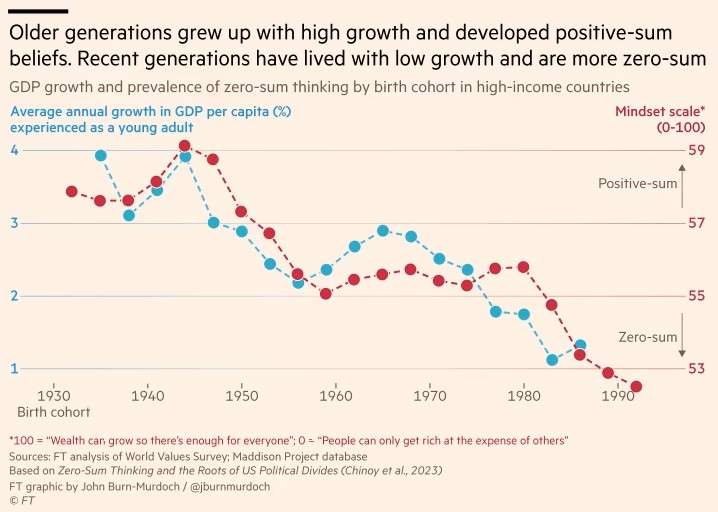 Older generations grew up with high growth and developed positive-sum
beliefs. Recent generations have lived with low growth and are more zero-sum
GDP growth and prevalence of zero-sum thinking by birth cohort in high-income countries
Average annual growth in GDP per capita (%)
experienced as a young adult
Mindset scale*
(0-100)
4
59
Positive-sum
3
57
2
55
Zero-sum
1
53
1930
1940
1950
1960
1970
1980
1990
Birth cohort
*100 = “Wealth can grow so there’s enough for everyone”; 0 = “People can only get rich at the expense of others”
Sources: FT analysis of World Values Survey; Maddison Project database
Based on Zero-Sum Thinking and the Roots of US Political Divides (Chinoy et al., 2023)
FT graphic by John Burn-Murdoch / @jburnmurdoch
© FT